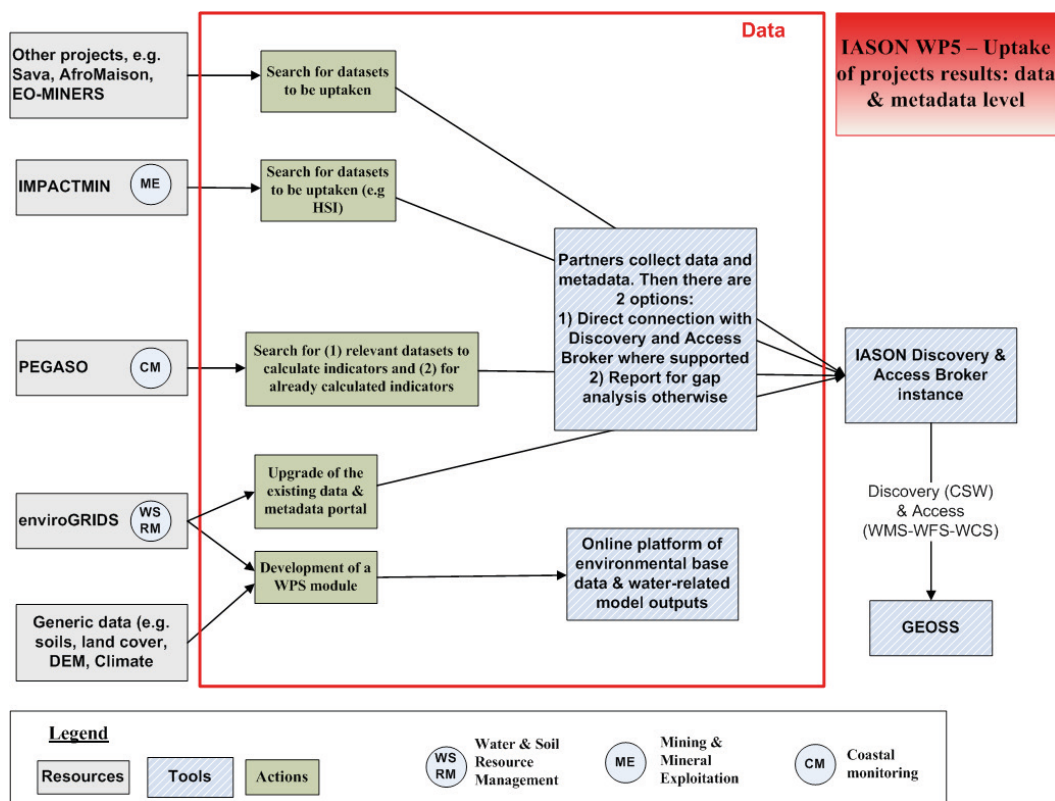 Data
IASON WP5 – Uptake
of projects results: data
& metadata level
Other projects, e.g.
Sava, AfroMaison,
EO-MINERS
Search for datasets
to be uptaken
IMPACTMIN
ME
Search for datasets
to be uptaken (e.g
HSI)
Partners collect data and
metadata. Then there are
2 options:
1) Direct connection with
Discovery and Access
Broker where supported
2) Report for gap
analysis otherwise
PEGASO
CM
Search for (1) relevant datasets to
calculate indicators and (2) for
already calculated indicators
IASON Discovery &
Access Broker
instance
enviroGRIDS
WS
RM
Upgrade of the
existing data &
metadata portal
Discovery (CSW)
& Access
(WMS-WFS-WCS)
Development of a
WPS module
Online platform of
environmental base
data & water-related
model outputs
GEOSS
Generic data (e.g.
soils, land cover,
DEM, Climate
Legend
Resources
Tools
Actions
WS
RM
Water & Soil
Resource
Management
ME
Mining &
Mineral
Exploitation
CM
Coastal
monitoring